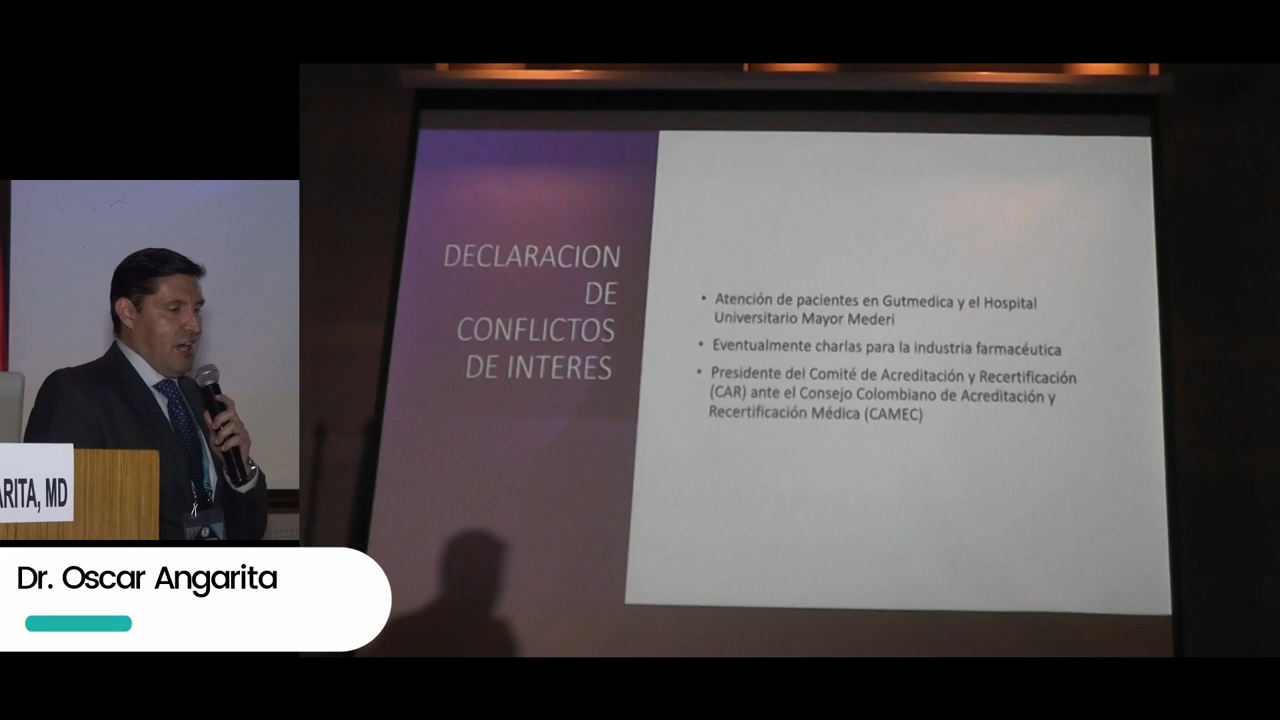 DECLARACION
DE
CONFLICTOS
DE INTERES
• Atención de pacientes en Gutmedica y el Hospital
Universitario Mayor Mederi
• Eventualmente charlas para la industria farmacéutica
• Presidente del Comité de Acreditación y Recertificación
(CAR) ante el Consejo Colombiano de Acreditación y
Recertificación Médica (CAMEC)
ARITA, MD
Dr. Oscar Angarita